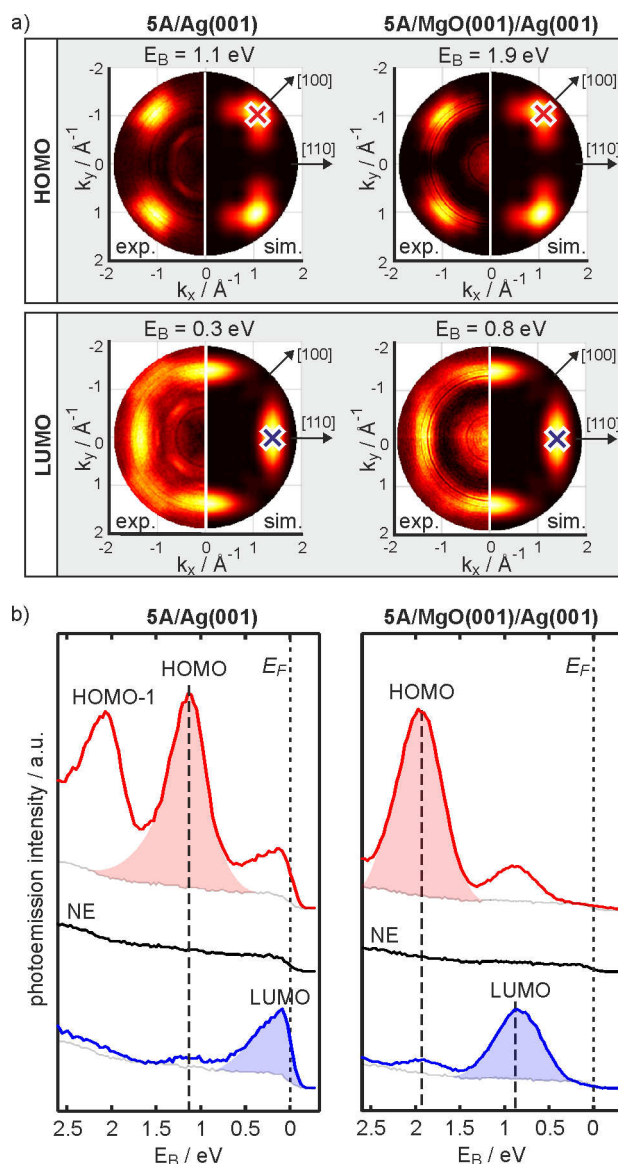 a)
5A/Ag(001)
5A/MgO(001)/Ag(001)
HOMO
E_B = 1.1 eV
-2
-1
0
1
2
k_y / Å⁻¹
[100]
[110]
exp.
sim.
-2 -1 0 1 2
k_x / Å⁻¹
E_B = 1.9 eV
-2
-1
0
1
2
k_y / Å⁻¹
[100]
[110]
exp.
sim.
-2 -1 0 1 2
k_x / Å⁻¹
LUMO
E_B = 0.3 eV
-2
-1
0
1
2
k_y / Å⁻¹
[100]
[110]
exp.
sim.
-2 -1 0 1 2
k_x / Å⁻¹
E_B = 0.8 eV
-2
-1
0
1
2
k_y / Å⁻¹
[100]
[110]
exp.
sim.
-2 -1 0 1 2
k_x / Å⁻¹
b)
5A/Ag(001)
photoemission intensity / a.u.
HOMO
E_F
HOMO-1
NE
LUMO
2.5 2 1.5 1 0.5 0
E_B / eV
5A/MgO(001)/Ag(001)
E_F
HOMO
NE
LUMO
2.5 2 1.5 1 0.5 0
E_B / eV